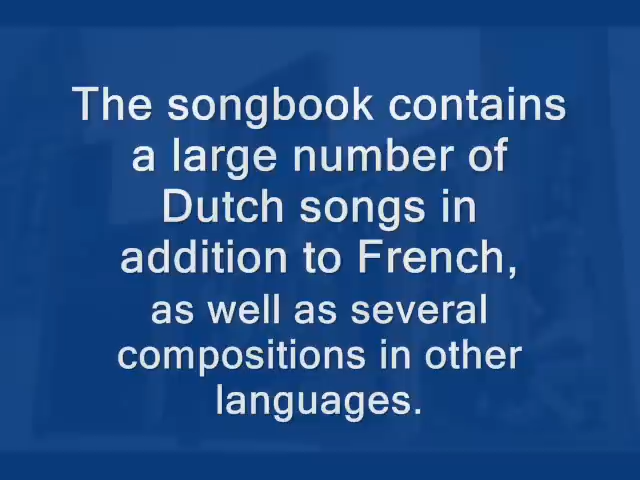 The songbook contains
a large number of
Dutch songs in
addition to French,
as well as several
compositions in other
languages.